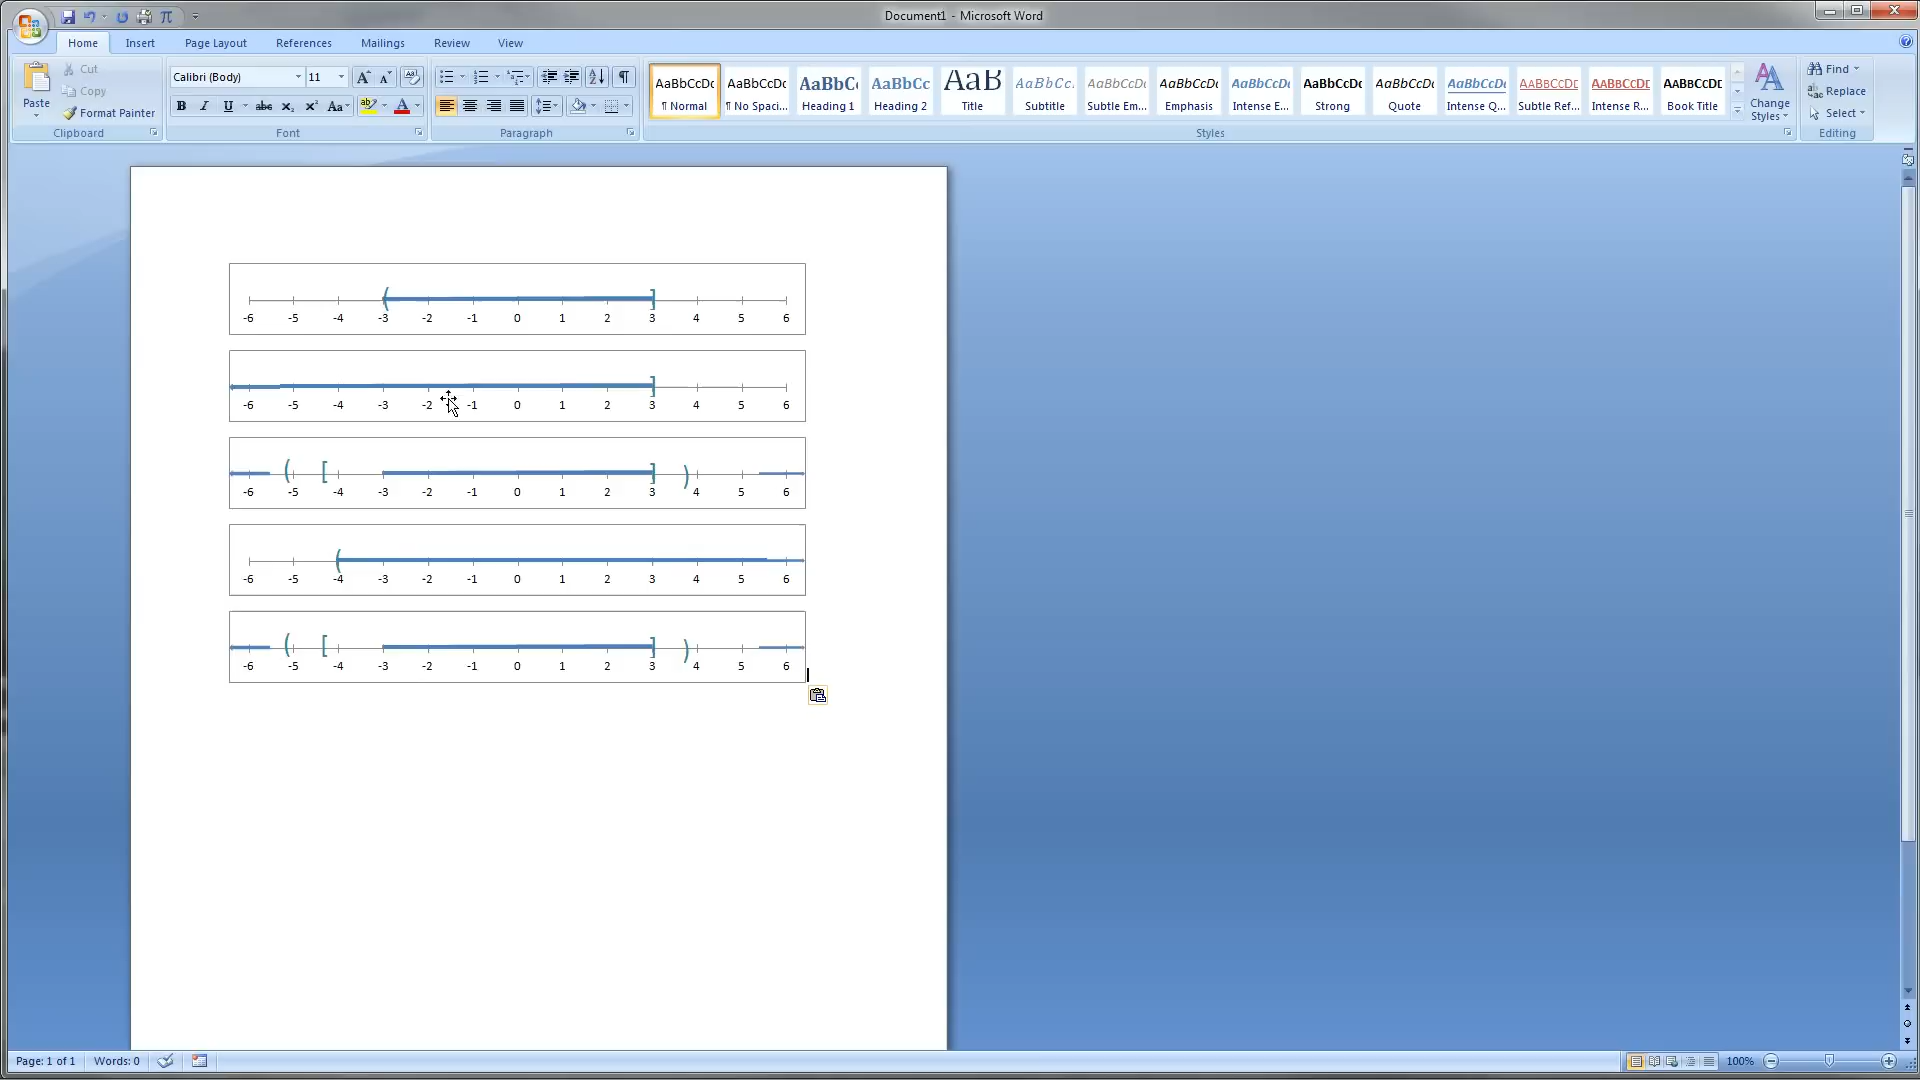 Document1 - Microsoft Word
Home Insert Page Layout References Mailings Review View
Paste
Cut
Copy
Format Painter
Clipboard
Calibri (Body) 11
B I U abc x₂ x² Aa
Font
Paragraph
AaBbCcDc AaBbCcDc AaBbC AaBbCc AaB AaBbCc. AaBbCcDc AaBbCcDc AaBbCcDc AaBbCcDc AaBbCcDc AaBbCcDc AABBCCDE AABBCCDE AABBCCDE
¶ Normal ¶ No Spaci... Heading 1 Heading 2 Title Subtitle Subtle Em... Emphasis Intense E... Strong Quote Intense Q... Subtle Ref... Intense R... Book Title
Change Styles
Styles
Find
Replace
Select
Editing
( ]
-6 -5 -4 -3 -2 -1 0 1 2 3 4 5 6
]
-6 -5 -4 -3 -2 -1 0 1 2 3 4 5 6
( [ ] )
-6 -5 -4 -3 -2 -1 0 1 2 3 4 5 6
(
-6 -5 -4 -3 -2 -1 0 1 2 3 4 5 6
( [ ] )
-6 -5 -4 -3 -2 -1 0 1 2 3 4 5 6
Page: 1 of 1 Words: 0 100%